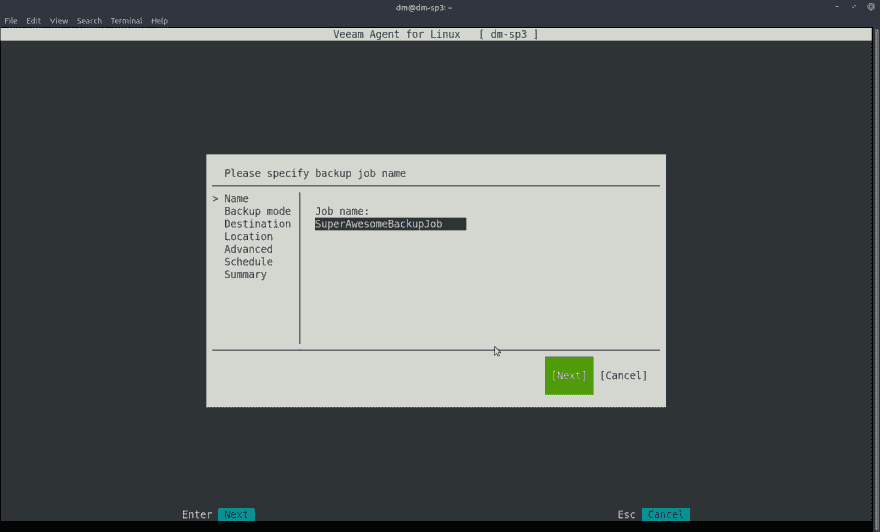 dm@dm-sp3: ~
File Edit View Search Terminal Help
Veeam Agent for Linux [ dm-sp3 ]
Please specify backup job name
> Name
Backup mode
Job name:
Destination
SuperAwesomeBackupJob
Location
Advanced
Schedule
Summary
[Next] [Cancel]
Enter Next
Esc Cancel